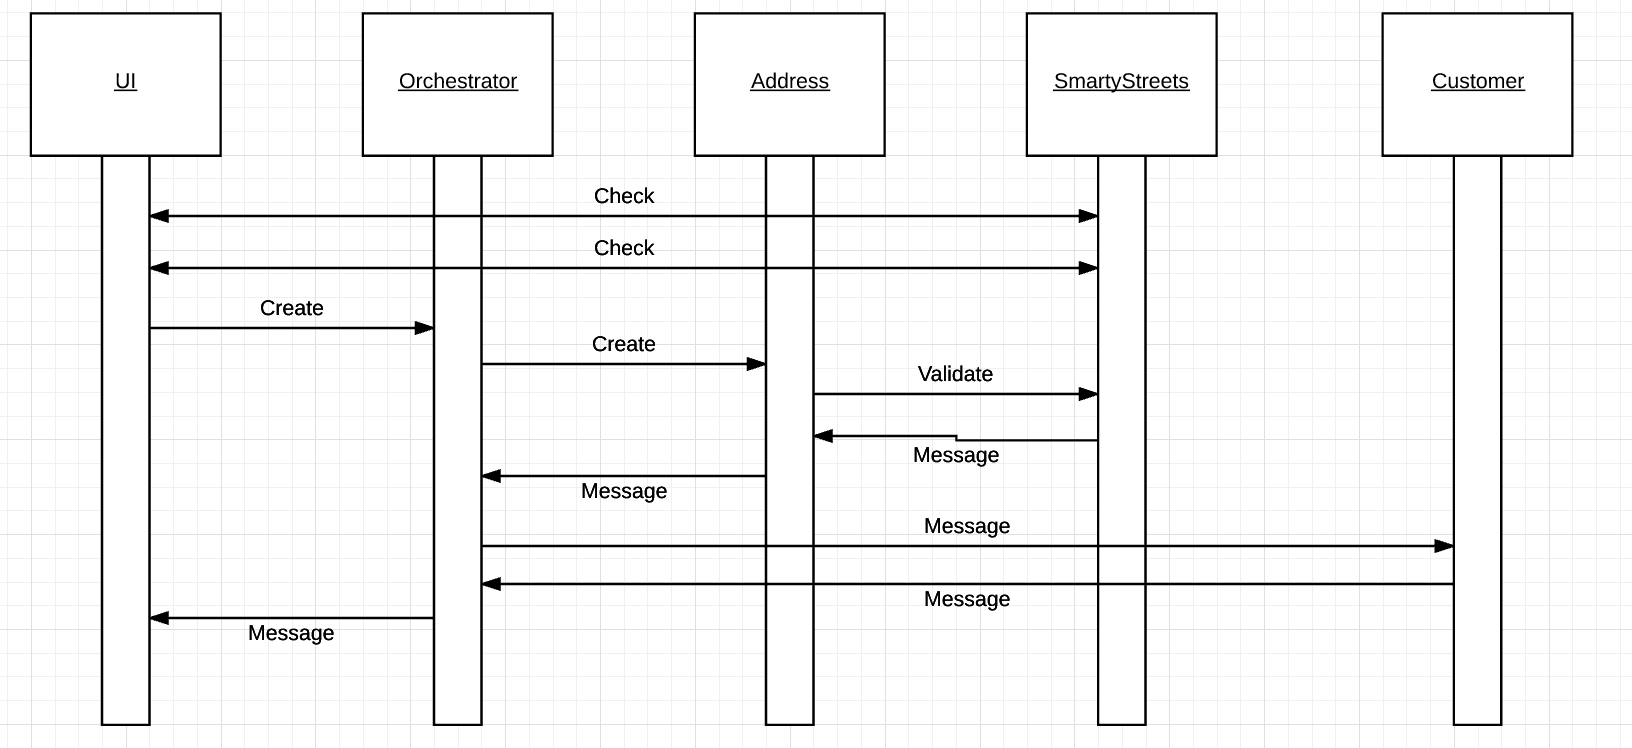 UI
Orchestrator
Address
SmartyStreets
Customer
Check
Check
Create
Create
Validate
Message
Message
Message
Message
Message